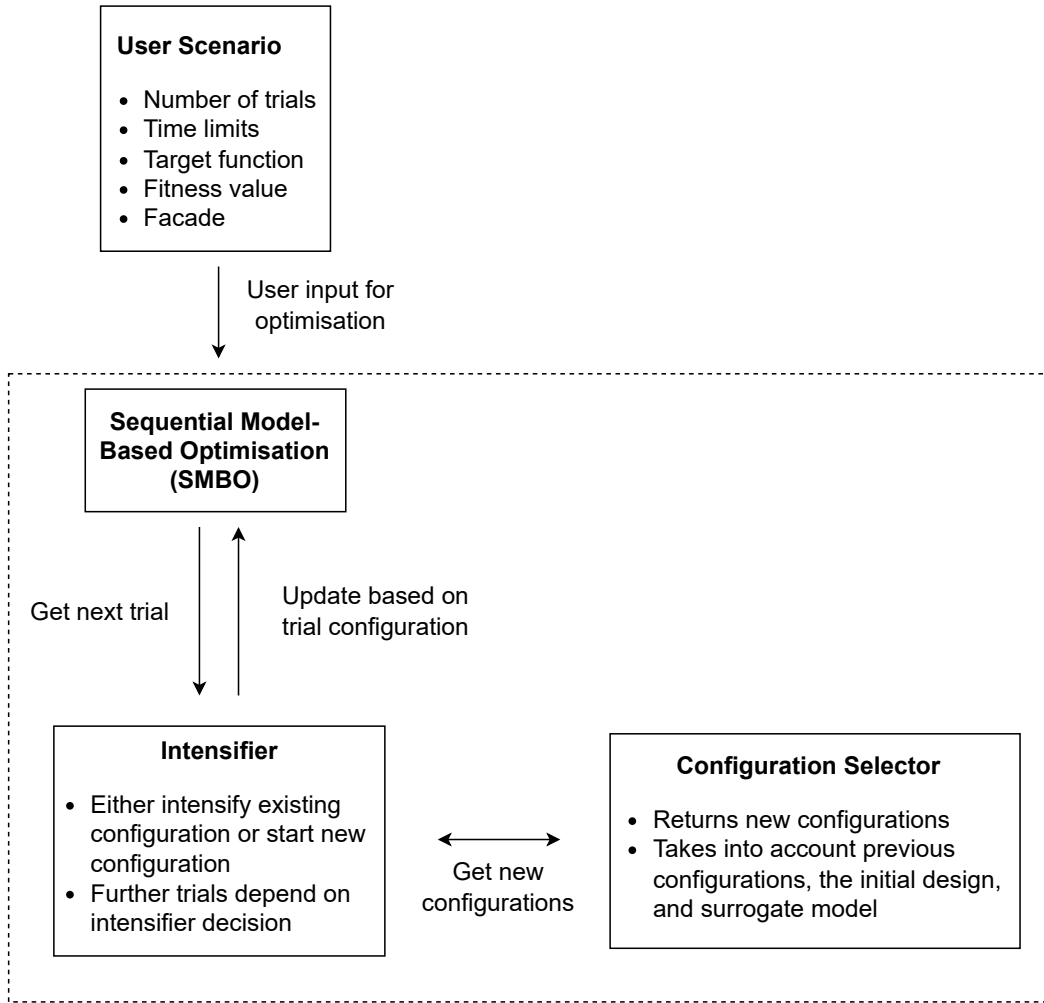 User Scenario
• Number of trials
• Time limits
• Target function
• Fitness value
• Facade
User input for
optimisation
Sequential Model-
Based Optimisation
(SMBO)
Get next trial
Update based on
trial configuration
Intensifier
• Either intensify existing
configuration or start new
configuration
• Further trials depend on
intensifier decision
Get new
configurations
Configuration Selector
• Returns new configurations
• Takes into account previous
configurations, the initial design,
and surrogate model